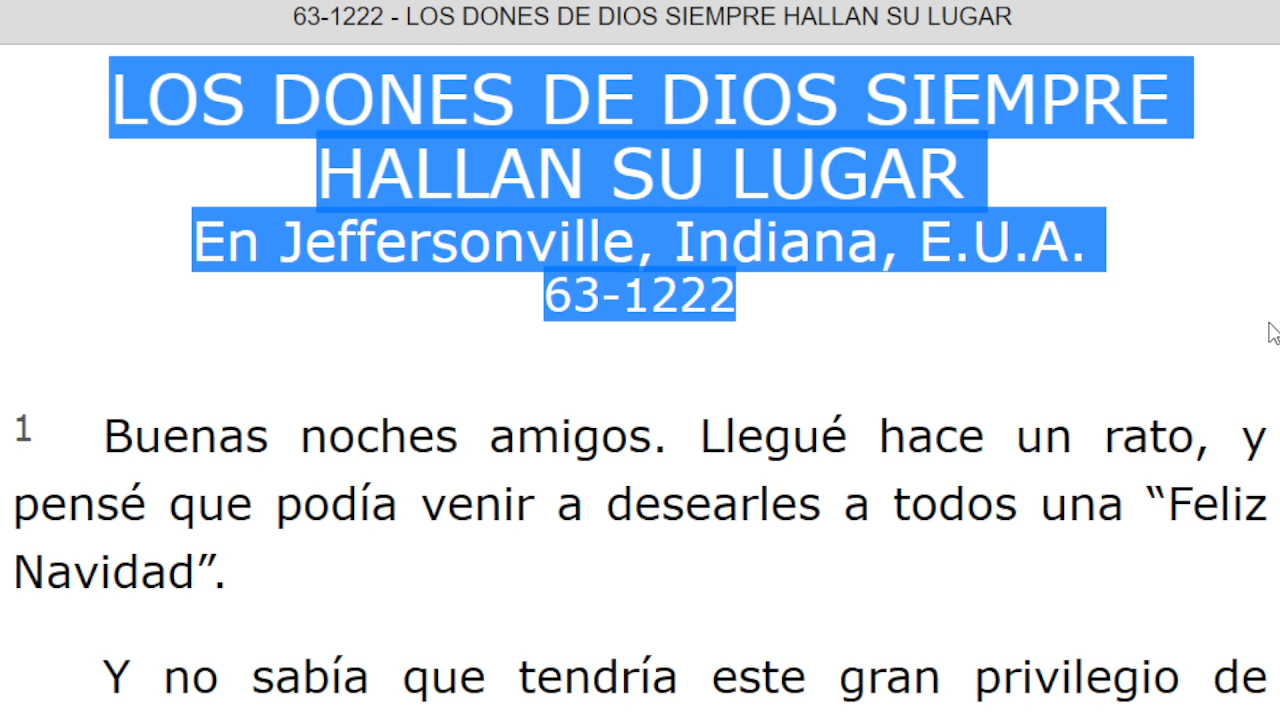 63-1222 - LOS DONES DE DIOS SIEMPRE HALLAN SU LUGAR
LOS DONES DE DIOS SIEMPRE
HALLAN SU LUGAR
En Jeffersonville, Indiana, E.U.A.
63-1222
1 Buenas noches amigos. Llegué hace un rato, y
pensé que podía venir a desearles a todos una “Feliz
Navidad”.
Y no sabía que tendría este gran privilegio de